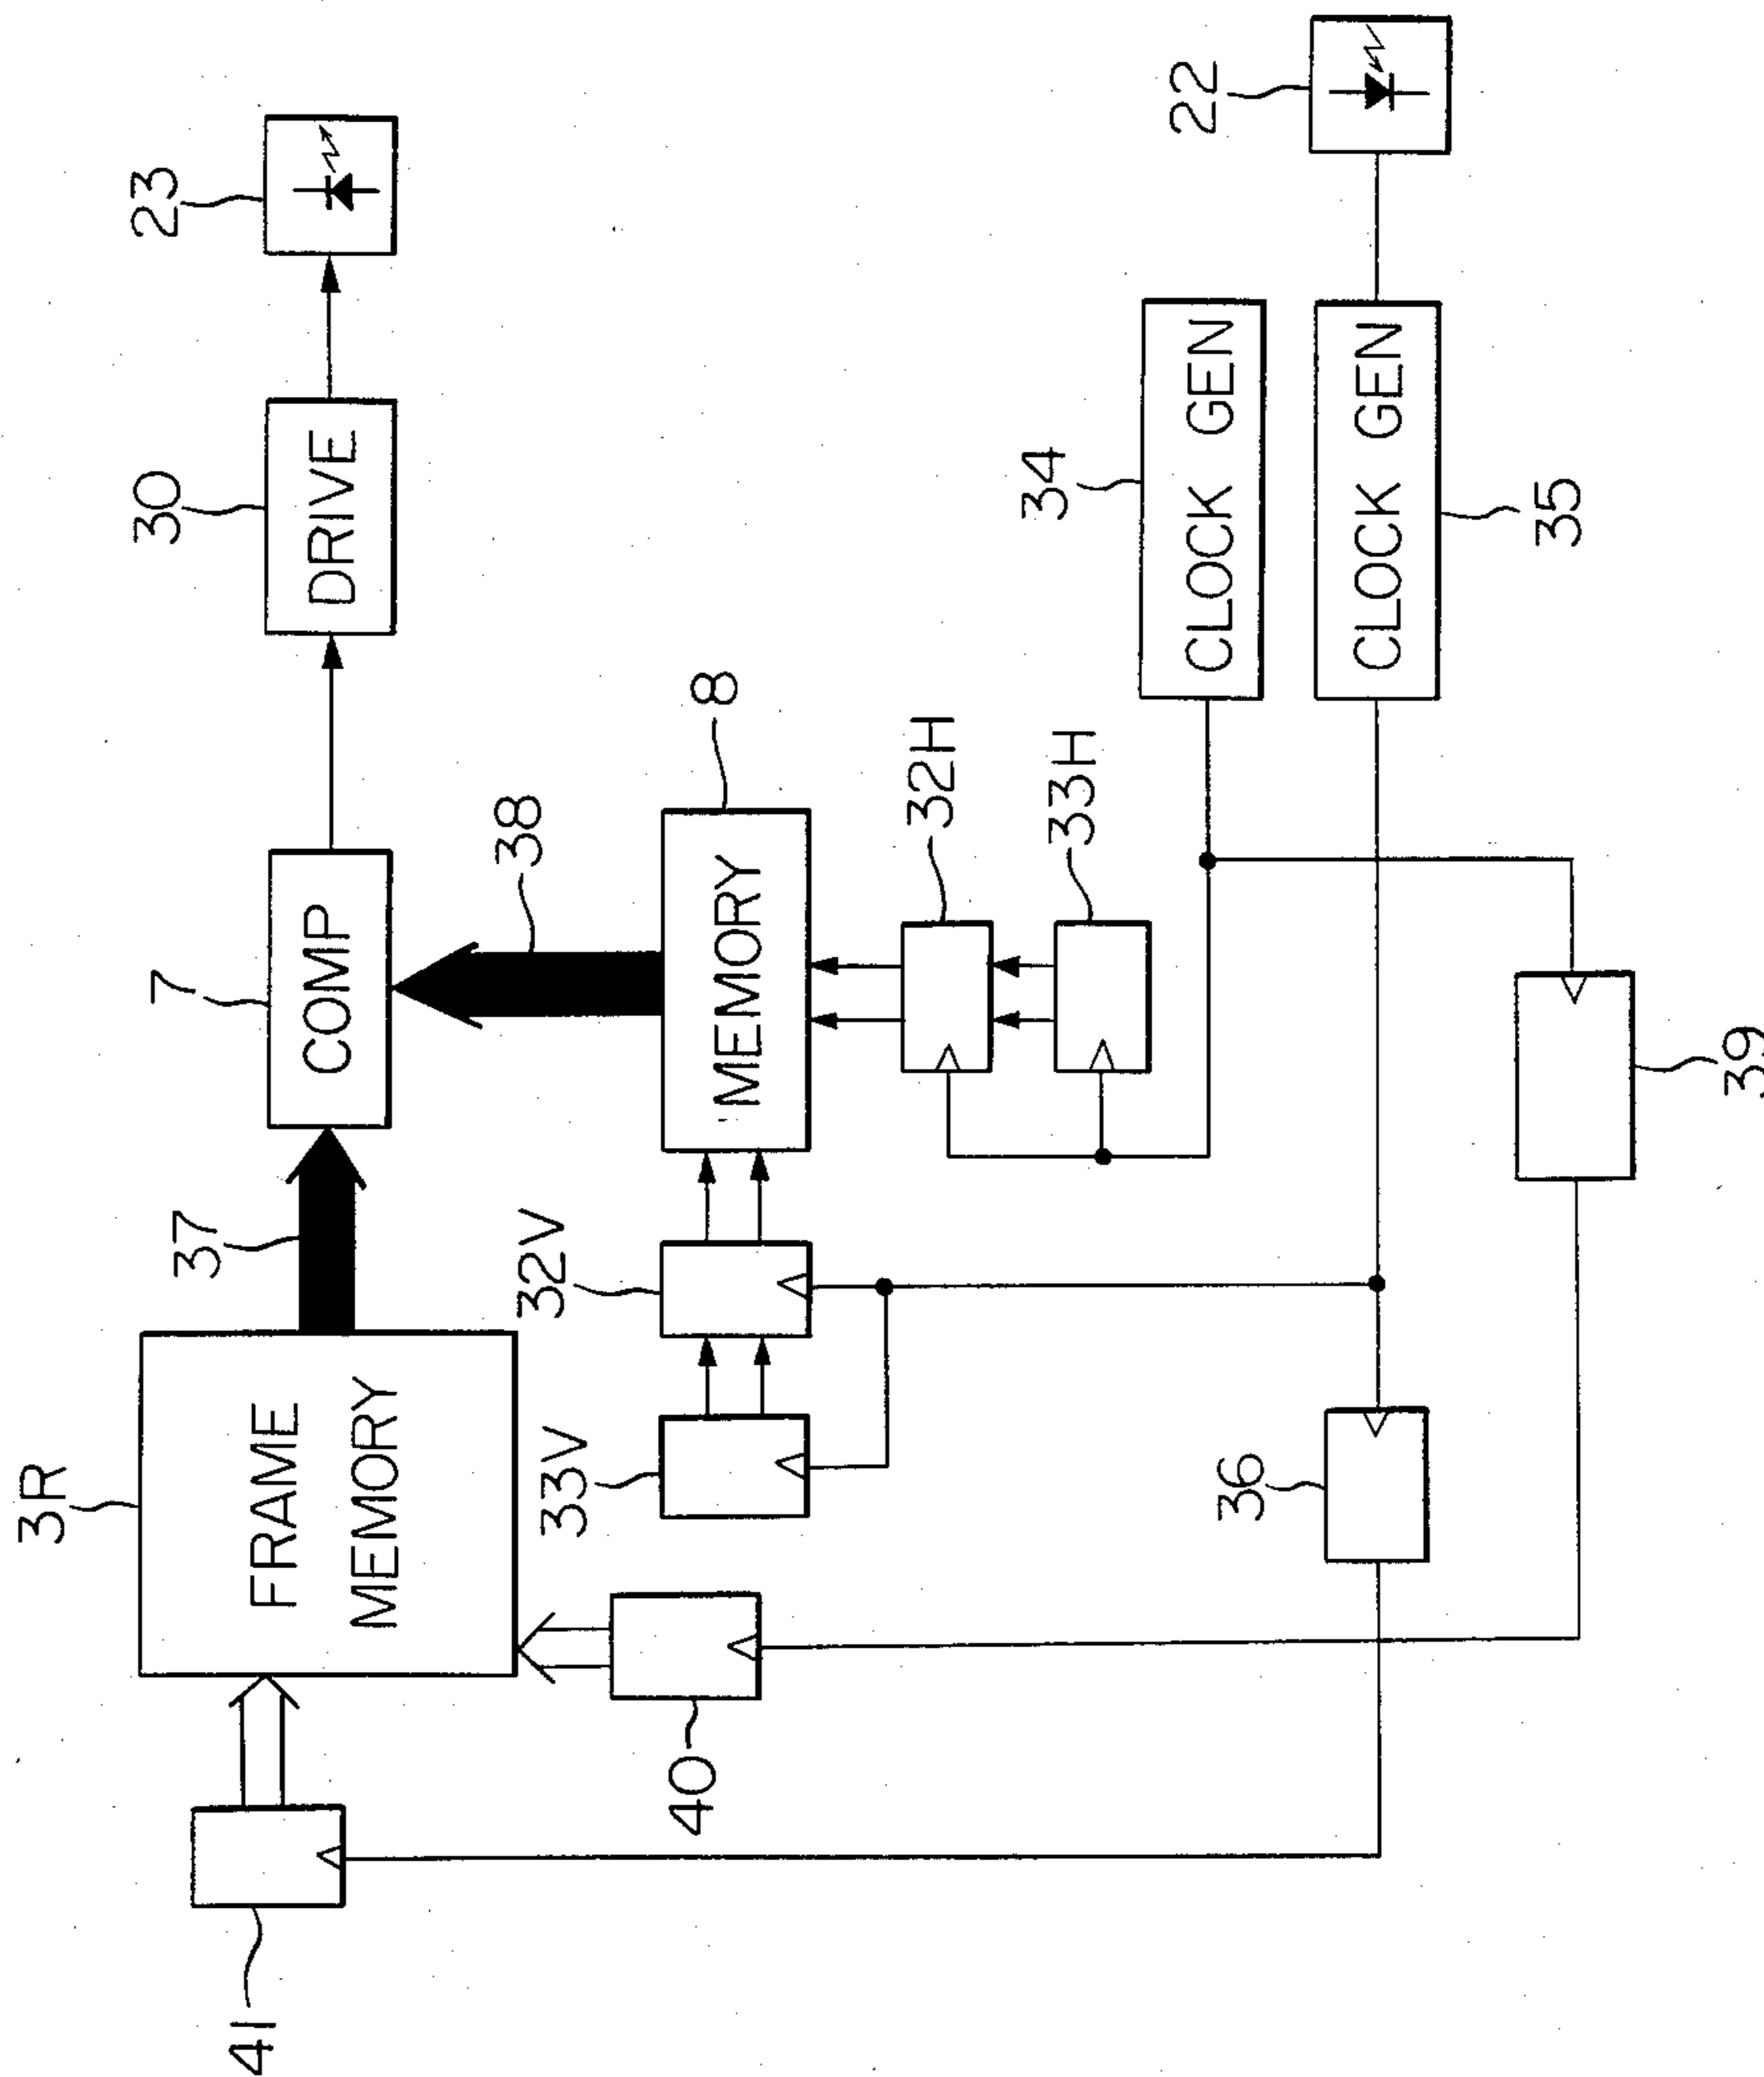 3R
7
30
23
37
41
FRAME
MEMORY
COMP
DRIVE
38
33V
32V
40
8
MEMORY
32H
33H
34
22
CLOCK GEN
36
CLOCK GEN
35
39